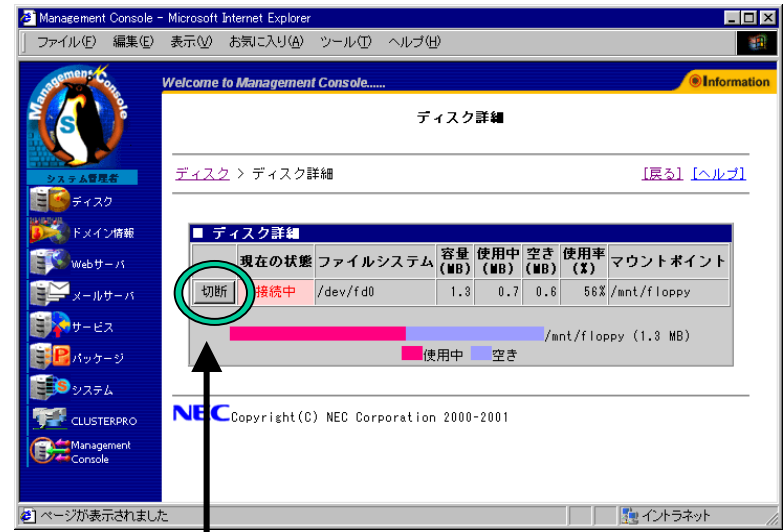 Management Console - Microsoft Internet Explorer
ファイル(F) 編集(E) 表示(V) お気に入り(A) ツール(T) ヘルプ(H)
Management Console
S
Welcome to Management Console......
Information
システム管理者
ディスク
ドメイン情報
Webサーバ
メールサーバ
サービス
パッケージ
システム
CLUSTERPRO
Management
Console
ディスク詳細
ディスク > ディスク詳細 [戻る] [ヘルプ]
■ ディスク詳細
現在の状態 ファイルシステム 容量(MB) 使用中(MB) 空き(MB) 使用率(%) マウントポイント
切断 接続中 /dev/fd0 1.3 0.7 0.6 56% /mnt/floppy
/mnt/floppy (1.3 MB)
使用中 空き
NEC Copyright(C) NEC Corporation 2000-2001
ページが表示されました イントラネット